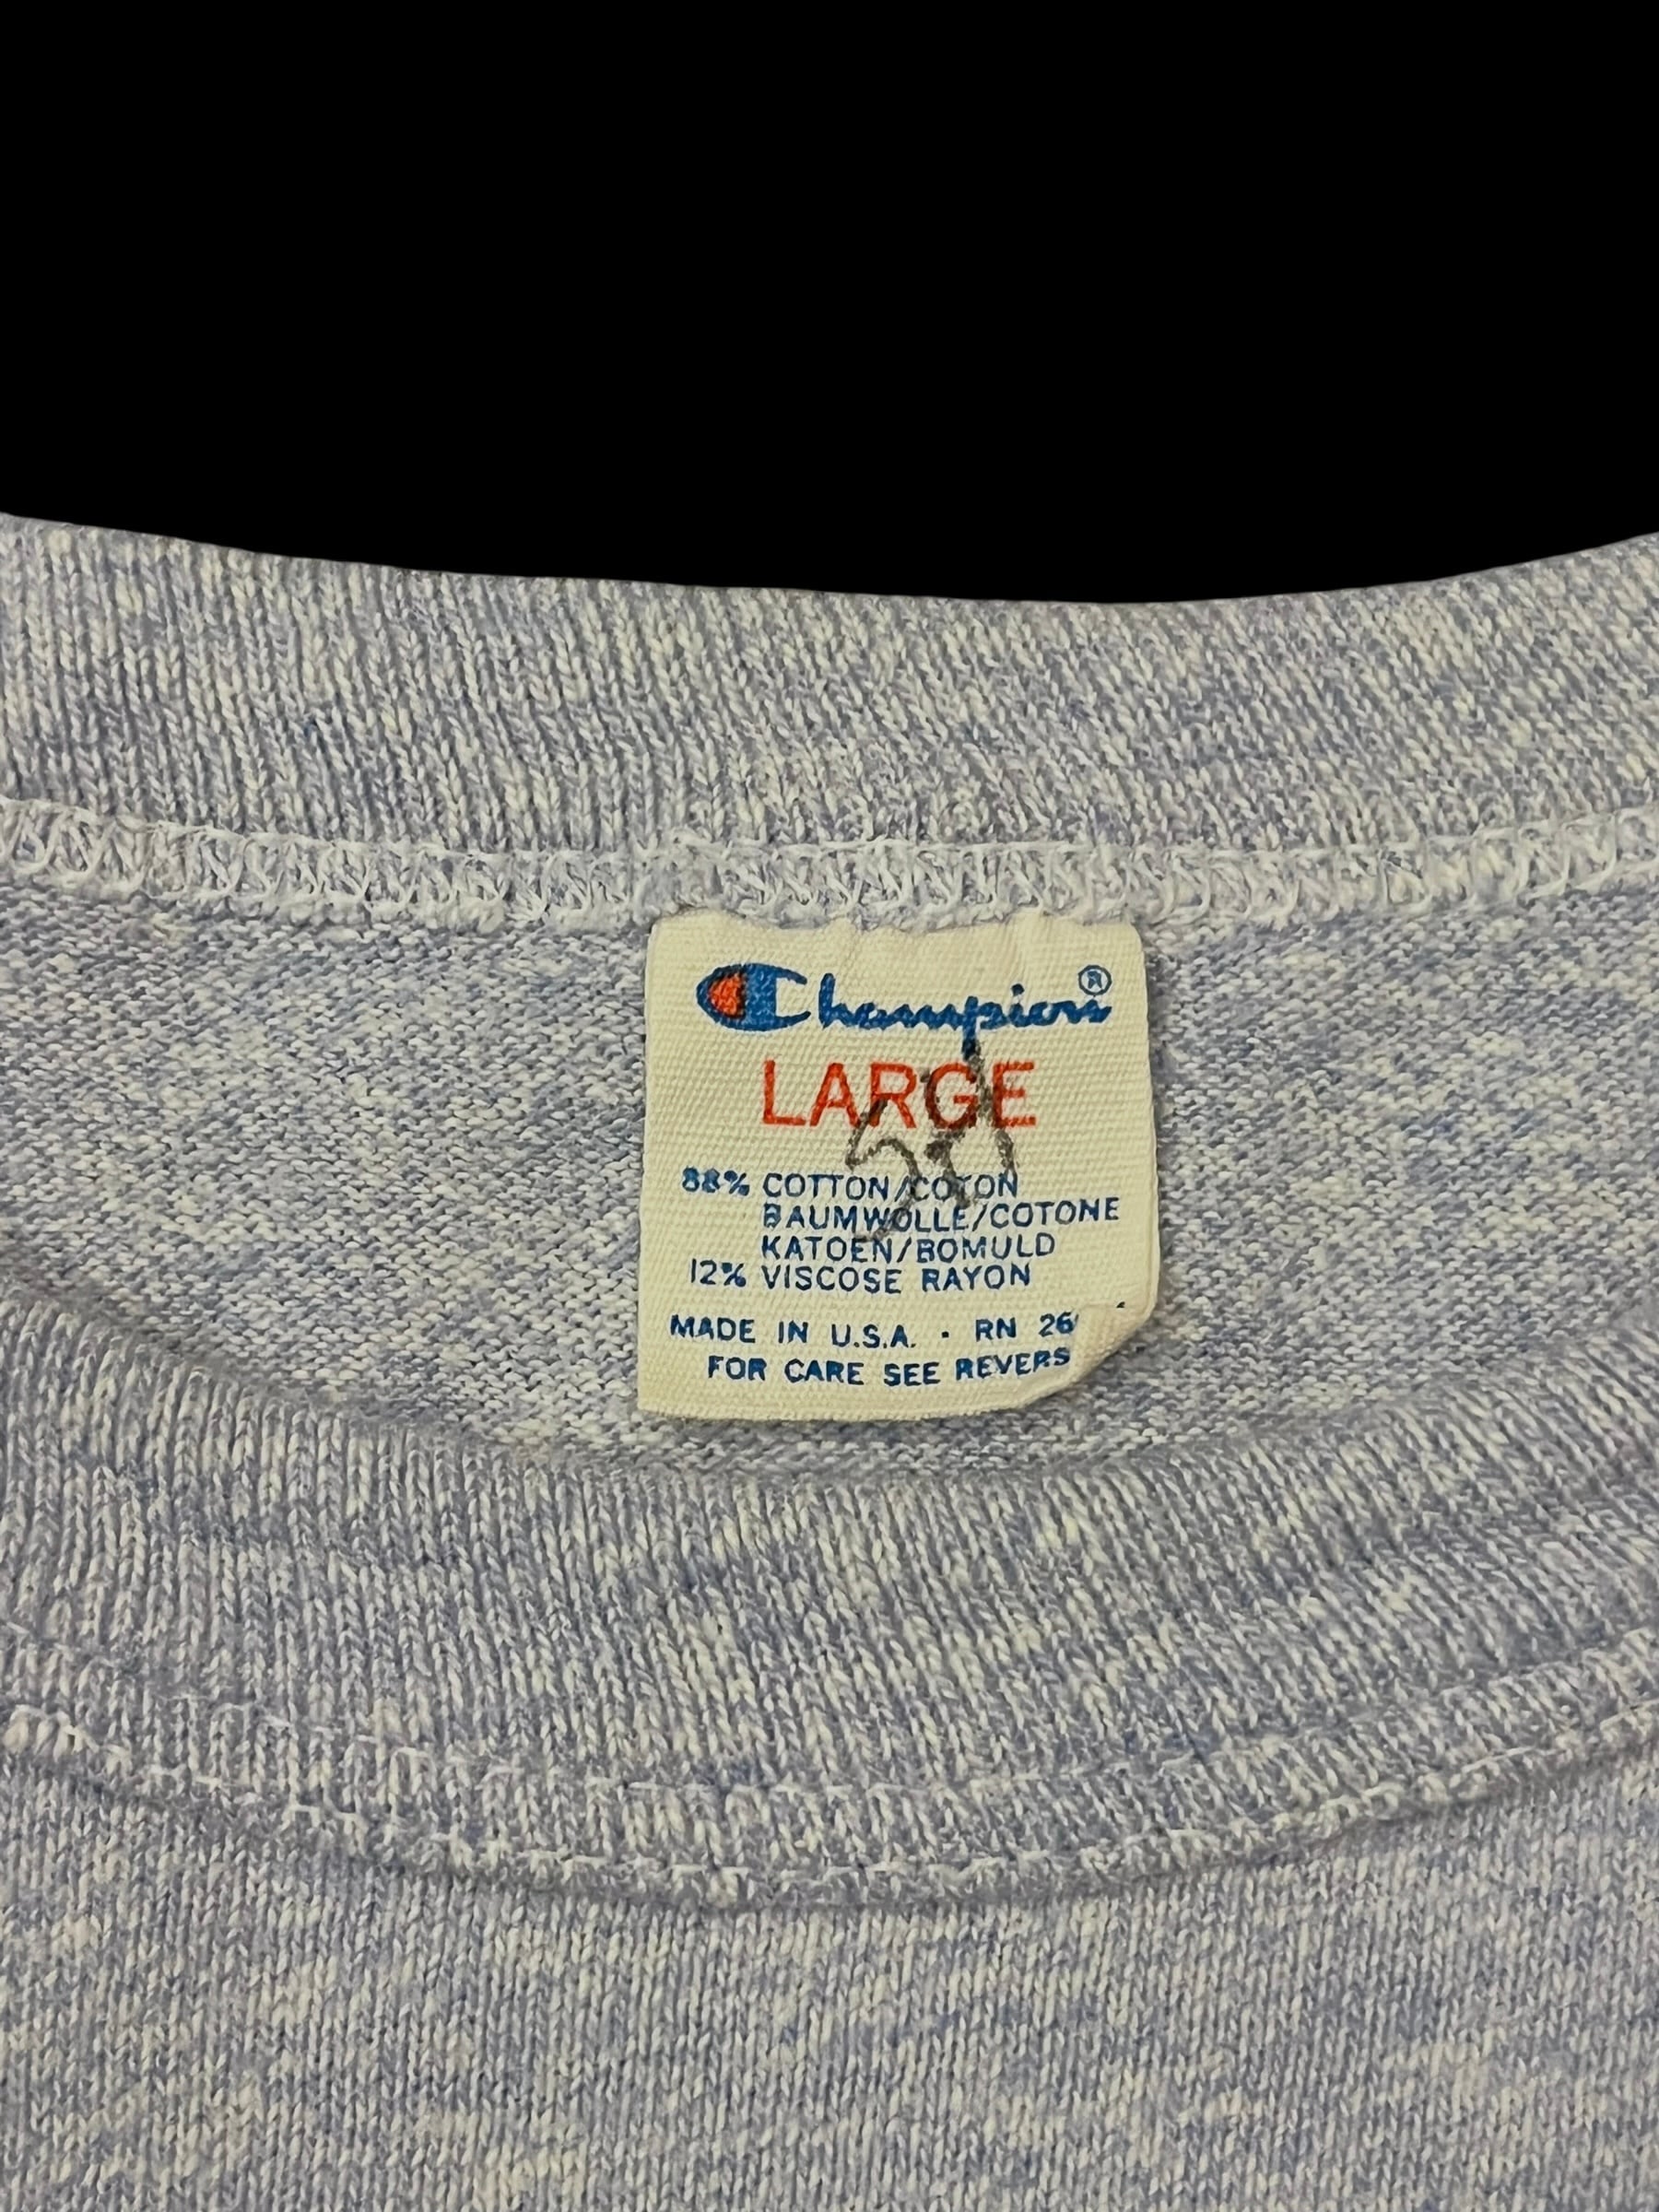 Champion®
LARGE
88% COTTON/COTON
BAUMWOLLE/COTONE
KATOEN/BOMULD
12% VISCOSE RAYON
MADE IN U.S.A. · RN 26
FOR CARE SEE REVERS